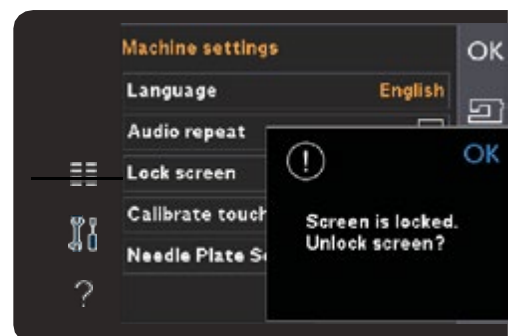 Machine settings
OK
Language English
Audio repeat
Lock screen
OK
Screen is locked.
Unlock screen?
Calibrate touch
Needle Plate S
?